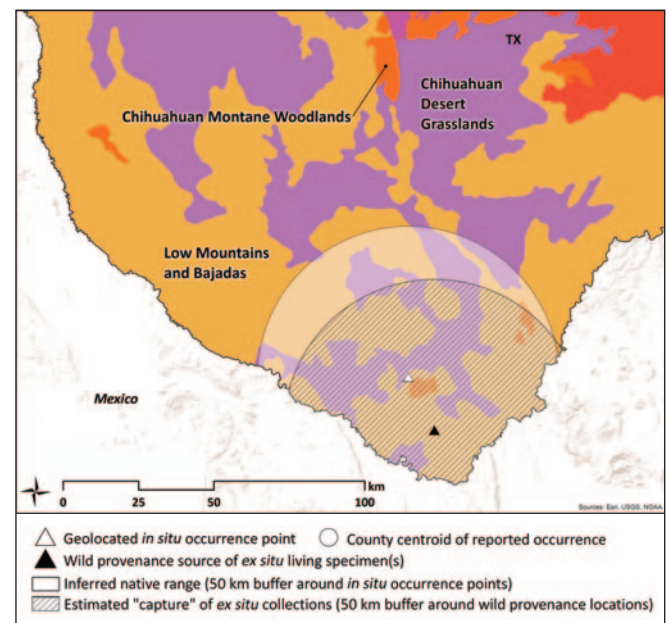 TX
Chihuahuan
Desert
Grasslands
Chihuahuan Montane Woodlands
Low Mountains
and Bajadas
Mexico
km
0 25 50 100
Sources: Esri, USGS, NOAA
Geolocated in situ occurrence point County centroid of reported occurrence
Wild provenance source of ex situ living specimen(s)
Inferred native range (50 km buffer around in situ occurrence points)
Estimated "capture" of ex situ collections (50 km buffer around wild provenance locations)